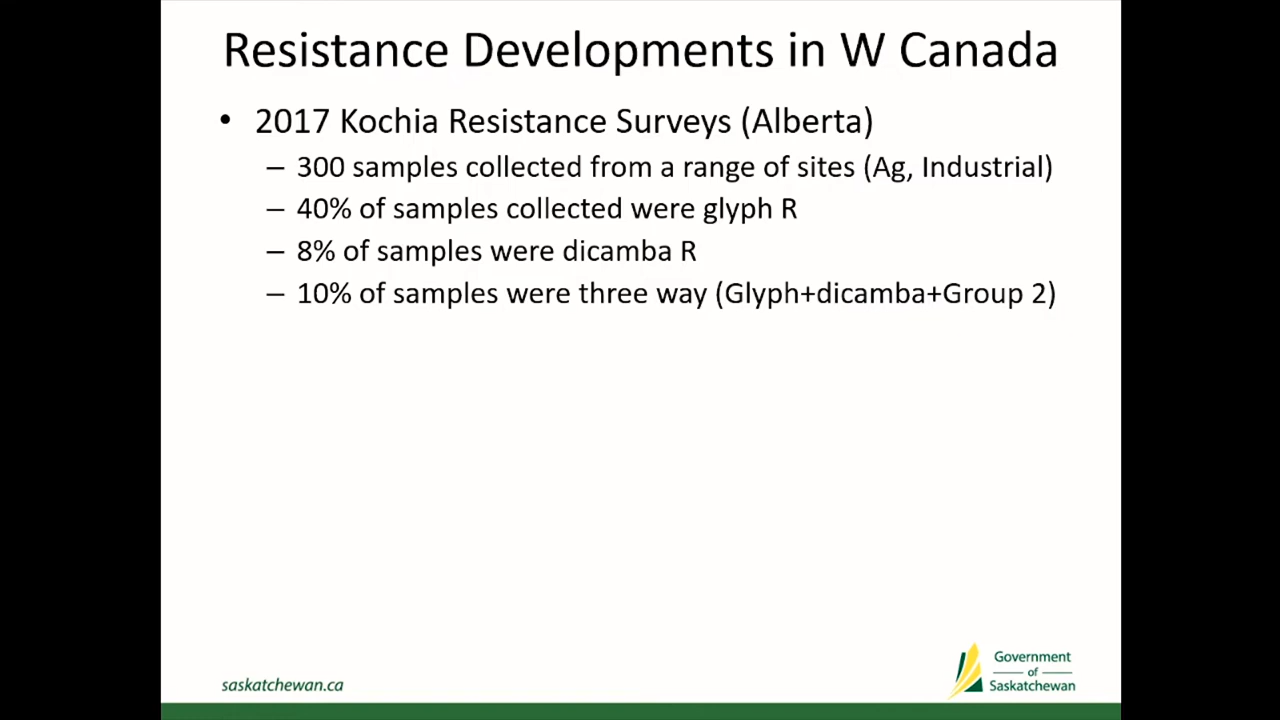 Resistance Developments in W Canada
• 2017 Kochia Resistance Surveys (Alberta)
– 300 samples collected from a range of sites (Ag, Industrial)
– 40% of samples collected were glyph R
– 8% of samples were dicamba R
– 10% of samples were three way (Glyph+dicamba+Group 2)
saskatchewan.ca
Government
of
Saskatchewan